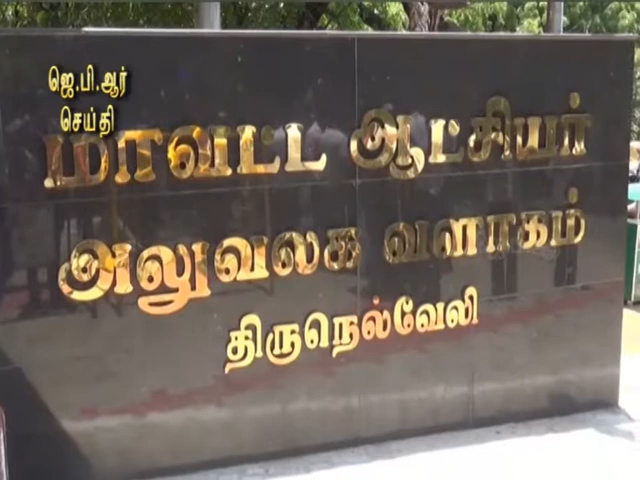 ஜெ.பி.ஆர்
செய்தி
மாவட்ட ஆட்சியர்
அலுவலக வளாகம்
திருநெல்வேலி